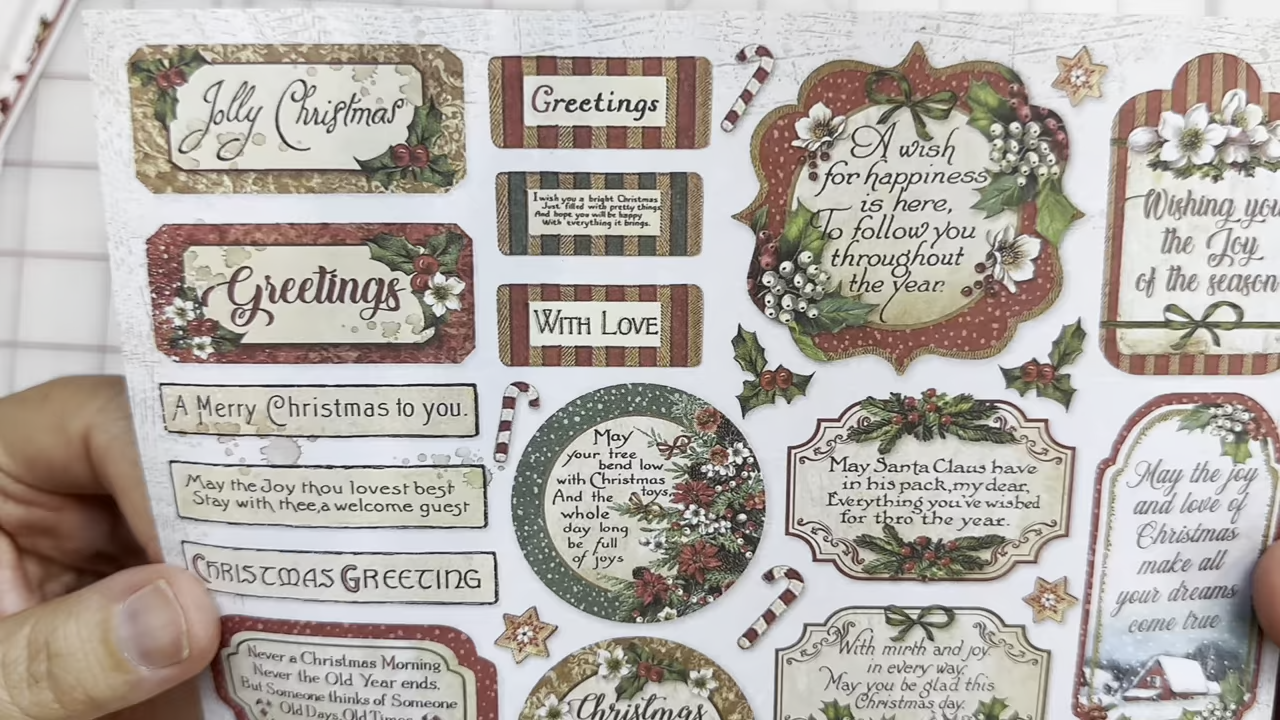 Jolly Christmas
Greetings
A Merry Christmas to you.
May the Joy thou lovest best
Stay with thee,a welcome guest
CHRISTMAS GREETING
Never a Christmas Morning
Never the Old Year ends,
But Someone thinks of Someone
Old Days,Old Times
Greetings
I wish you a bright Christmas
Just filled with pretty things
And hope you will be happy
With everything it brings.
WITH LOVE
May
your tree
bend low
with Christmas
toys,
And the
whole
day long
be full
of joys
Christmas
A wish
for happiness
is here,
To follow you
throughout
the year.
May Santa Claus have
in his pack,my dear,
Everything you've wished
for thro' the year.
With mirth and joy
in every way,
May you be glad this
Christmas day.
Wishing you
the Joy
of the season
May the joy
and love of
Christmas
make all
your dreams
come true